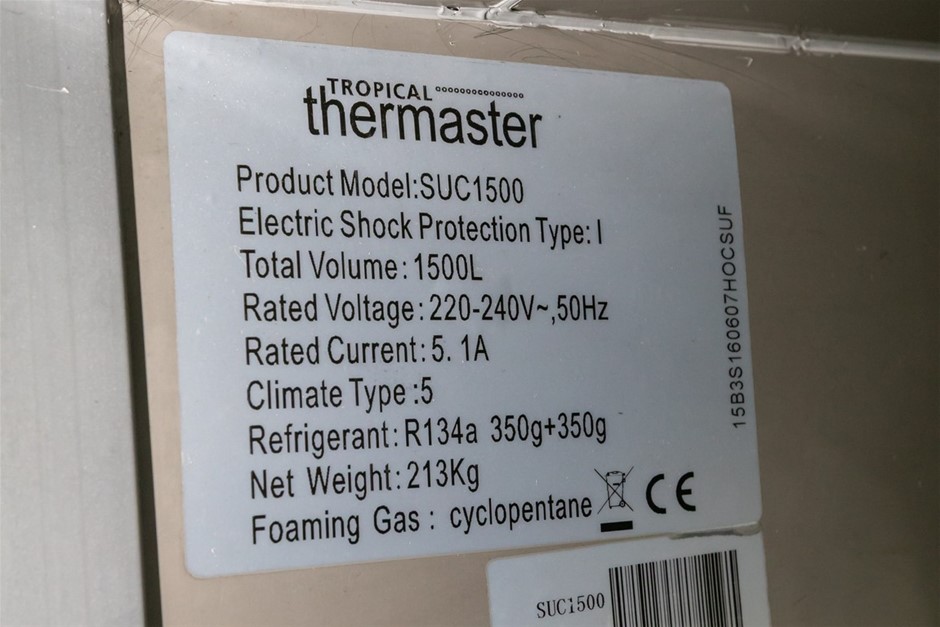 TROPICAL
thermaster
Product Model:SUC1500
Electric Shock Protection Type: I
Total Volume: 1500L
Rated Voltage: 220-240V~,50Hz
Rated Current: 5. 1A
Climate Type :5
Refrigerant: R134a 350g+350g
Net Weight: 213Kg
Foaming Gas : cyclopentane
CE
15B3S160607HOCSUF
SUC1500